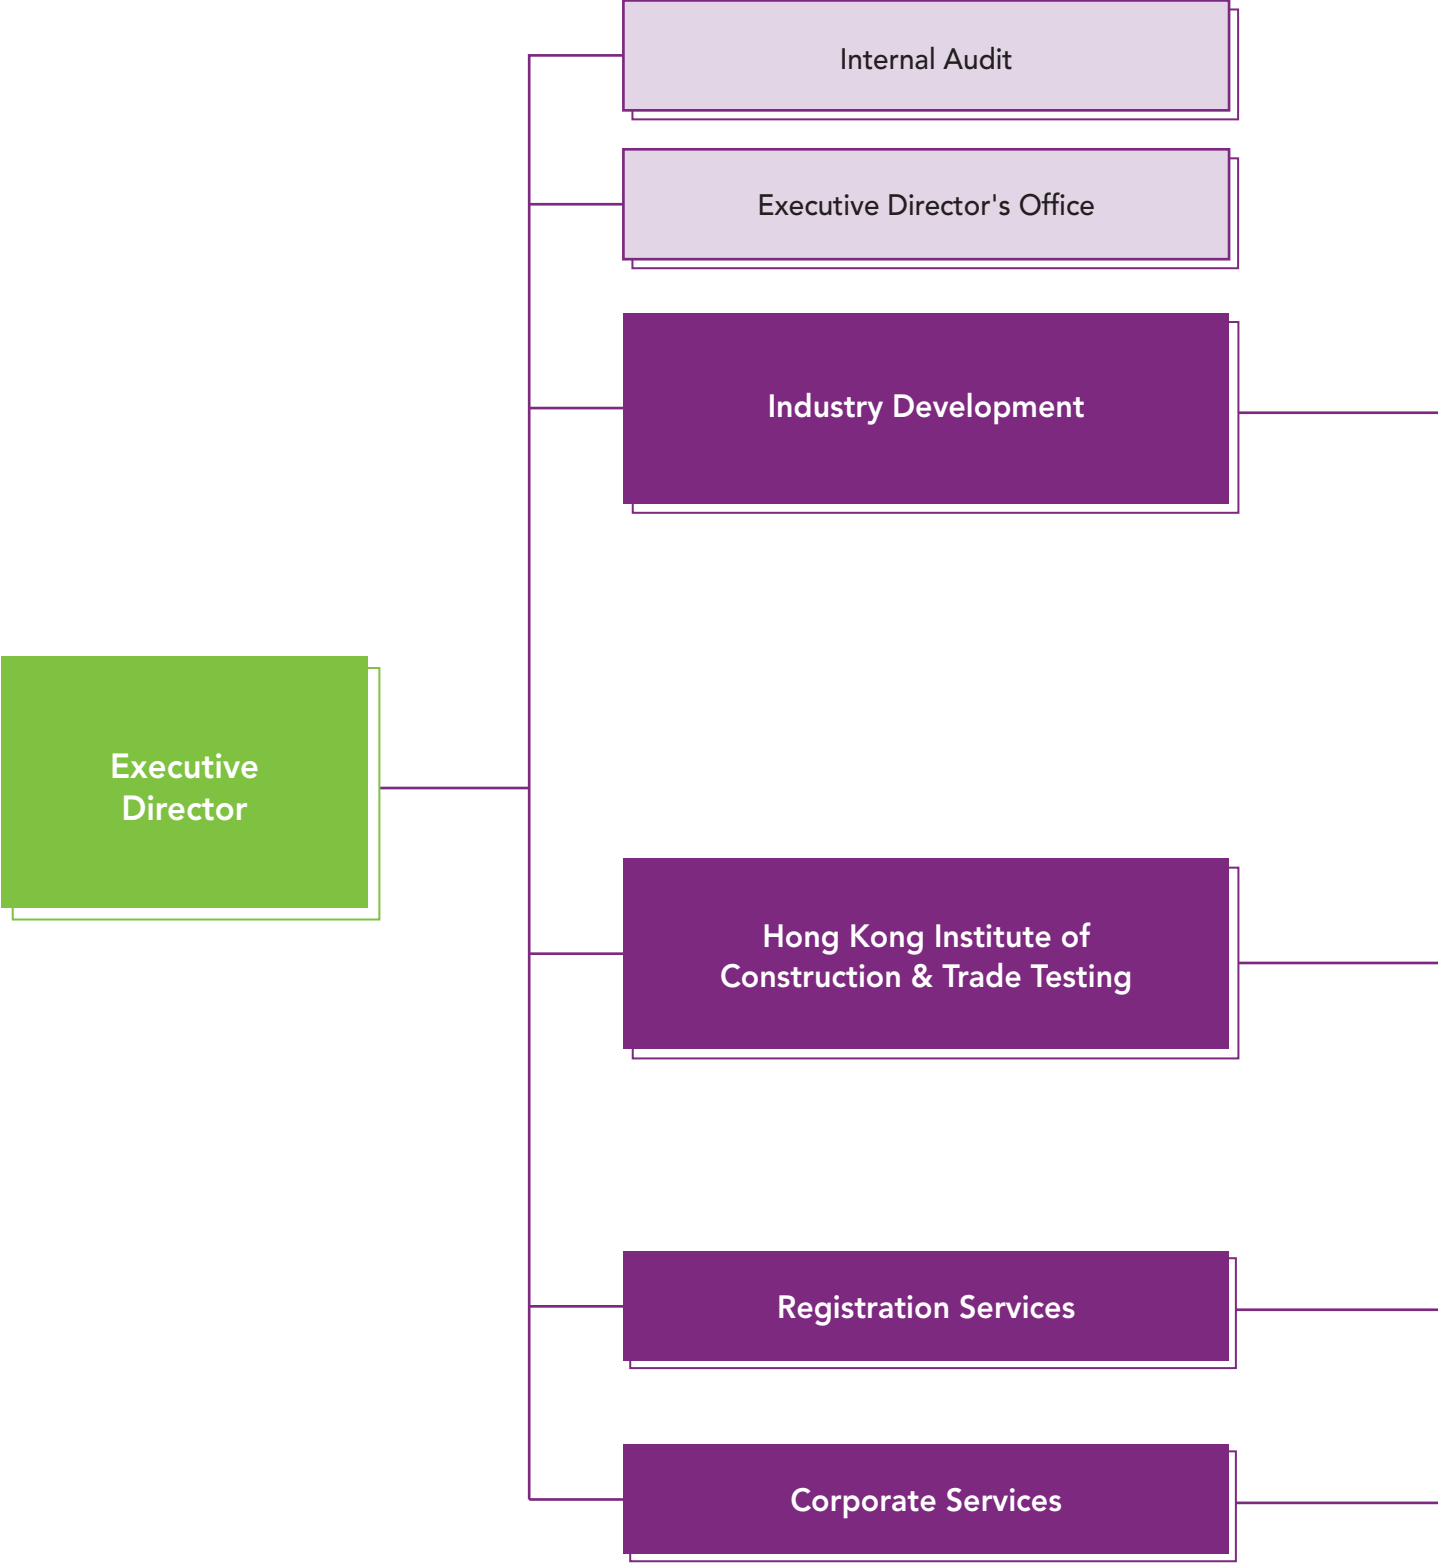 Internal Audit
Executive Director's Office
Industry Development
Executive
Director
Hong Kong Institute of
Construction & Trade Testing
Registration Services
Corporate Services